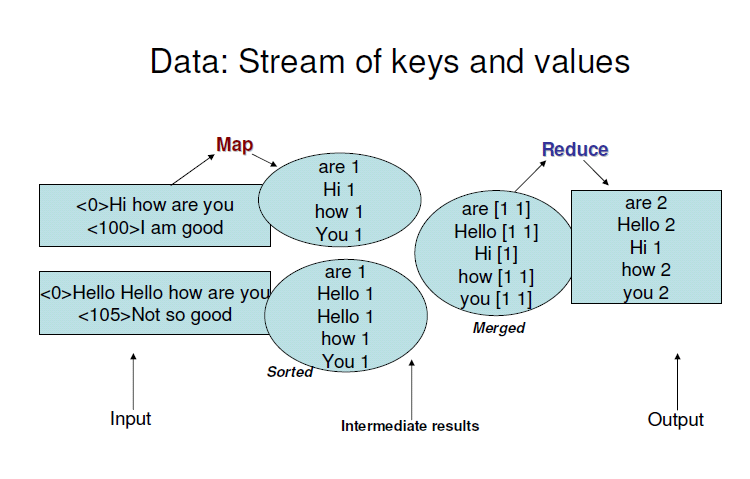 Data: Stream of keys and values
Map
Reduce
<0>Hi how are you
<100>I am good
are 1
Hi 1
how 1
You 1
<0>Hello Hello how are you
<105>Not so good
are 1
Hello 1
Hello 1
how 1
You 1
Sorted
are [1 1]
Hello [1 1]
Hi [1]
how [1 1]
you [1 1]
Merged
are 2
Hello 2
Hi 1
how 2
you 2
Input
Intermediate results
Output